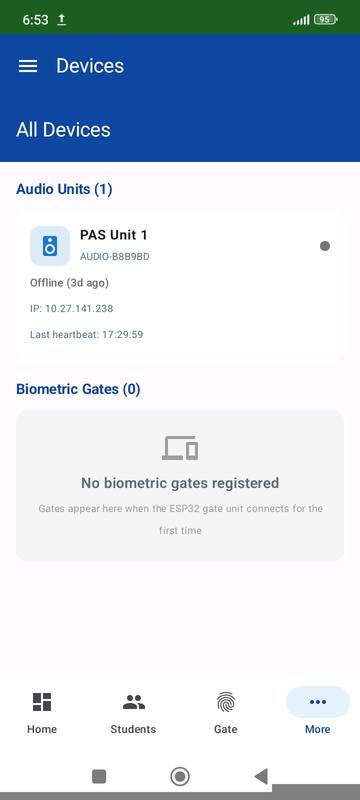 6:53
95
Devices
All Devices
Audio Units (1)
PAS Unit 1
AUDIO-B8B9BD
Offline (3d ago)
IP: 10.27.141.238
Last heartbeat: 17:29:59
Biometric Gates (0)
No biometric gates registered
Gates appear here when the ESP32 gate unit connects for the
first time
Home
Students
Gate
More